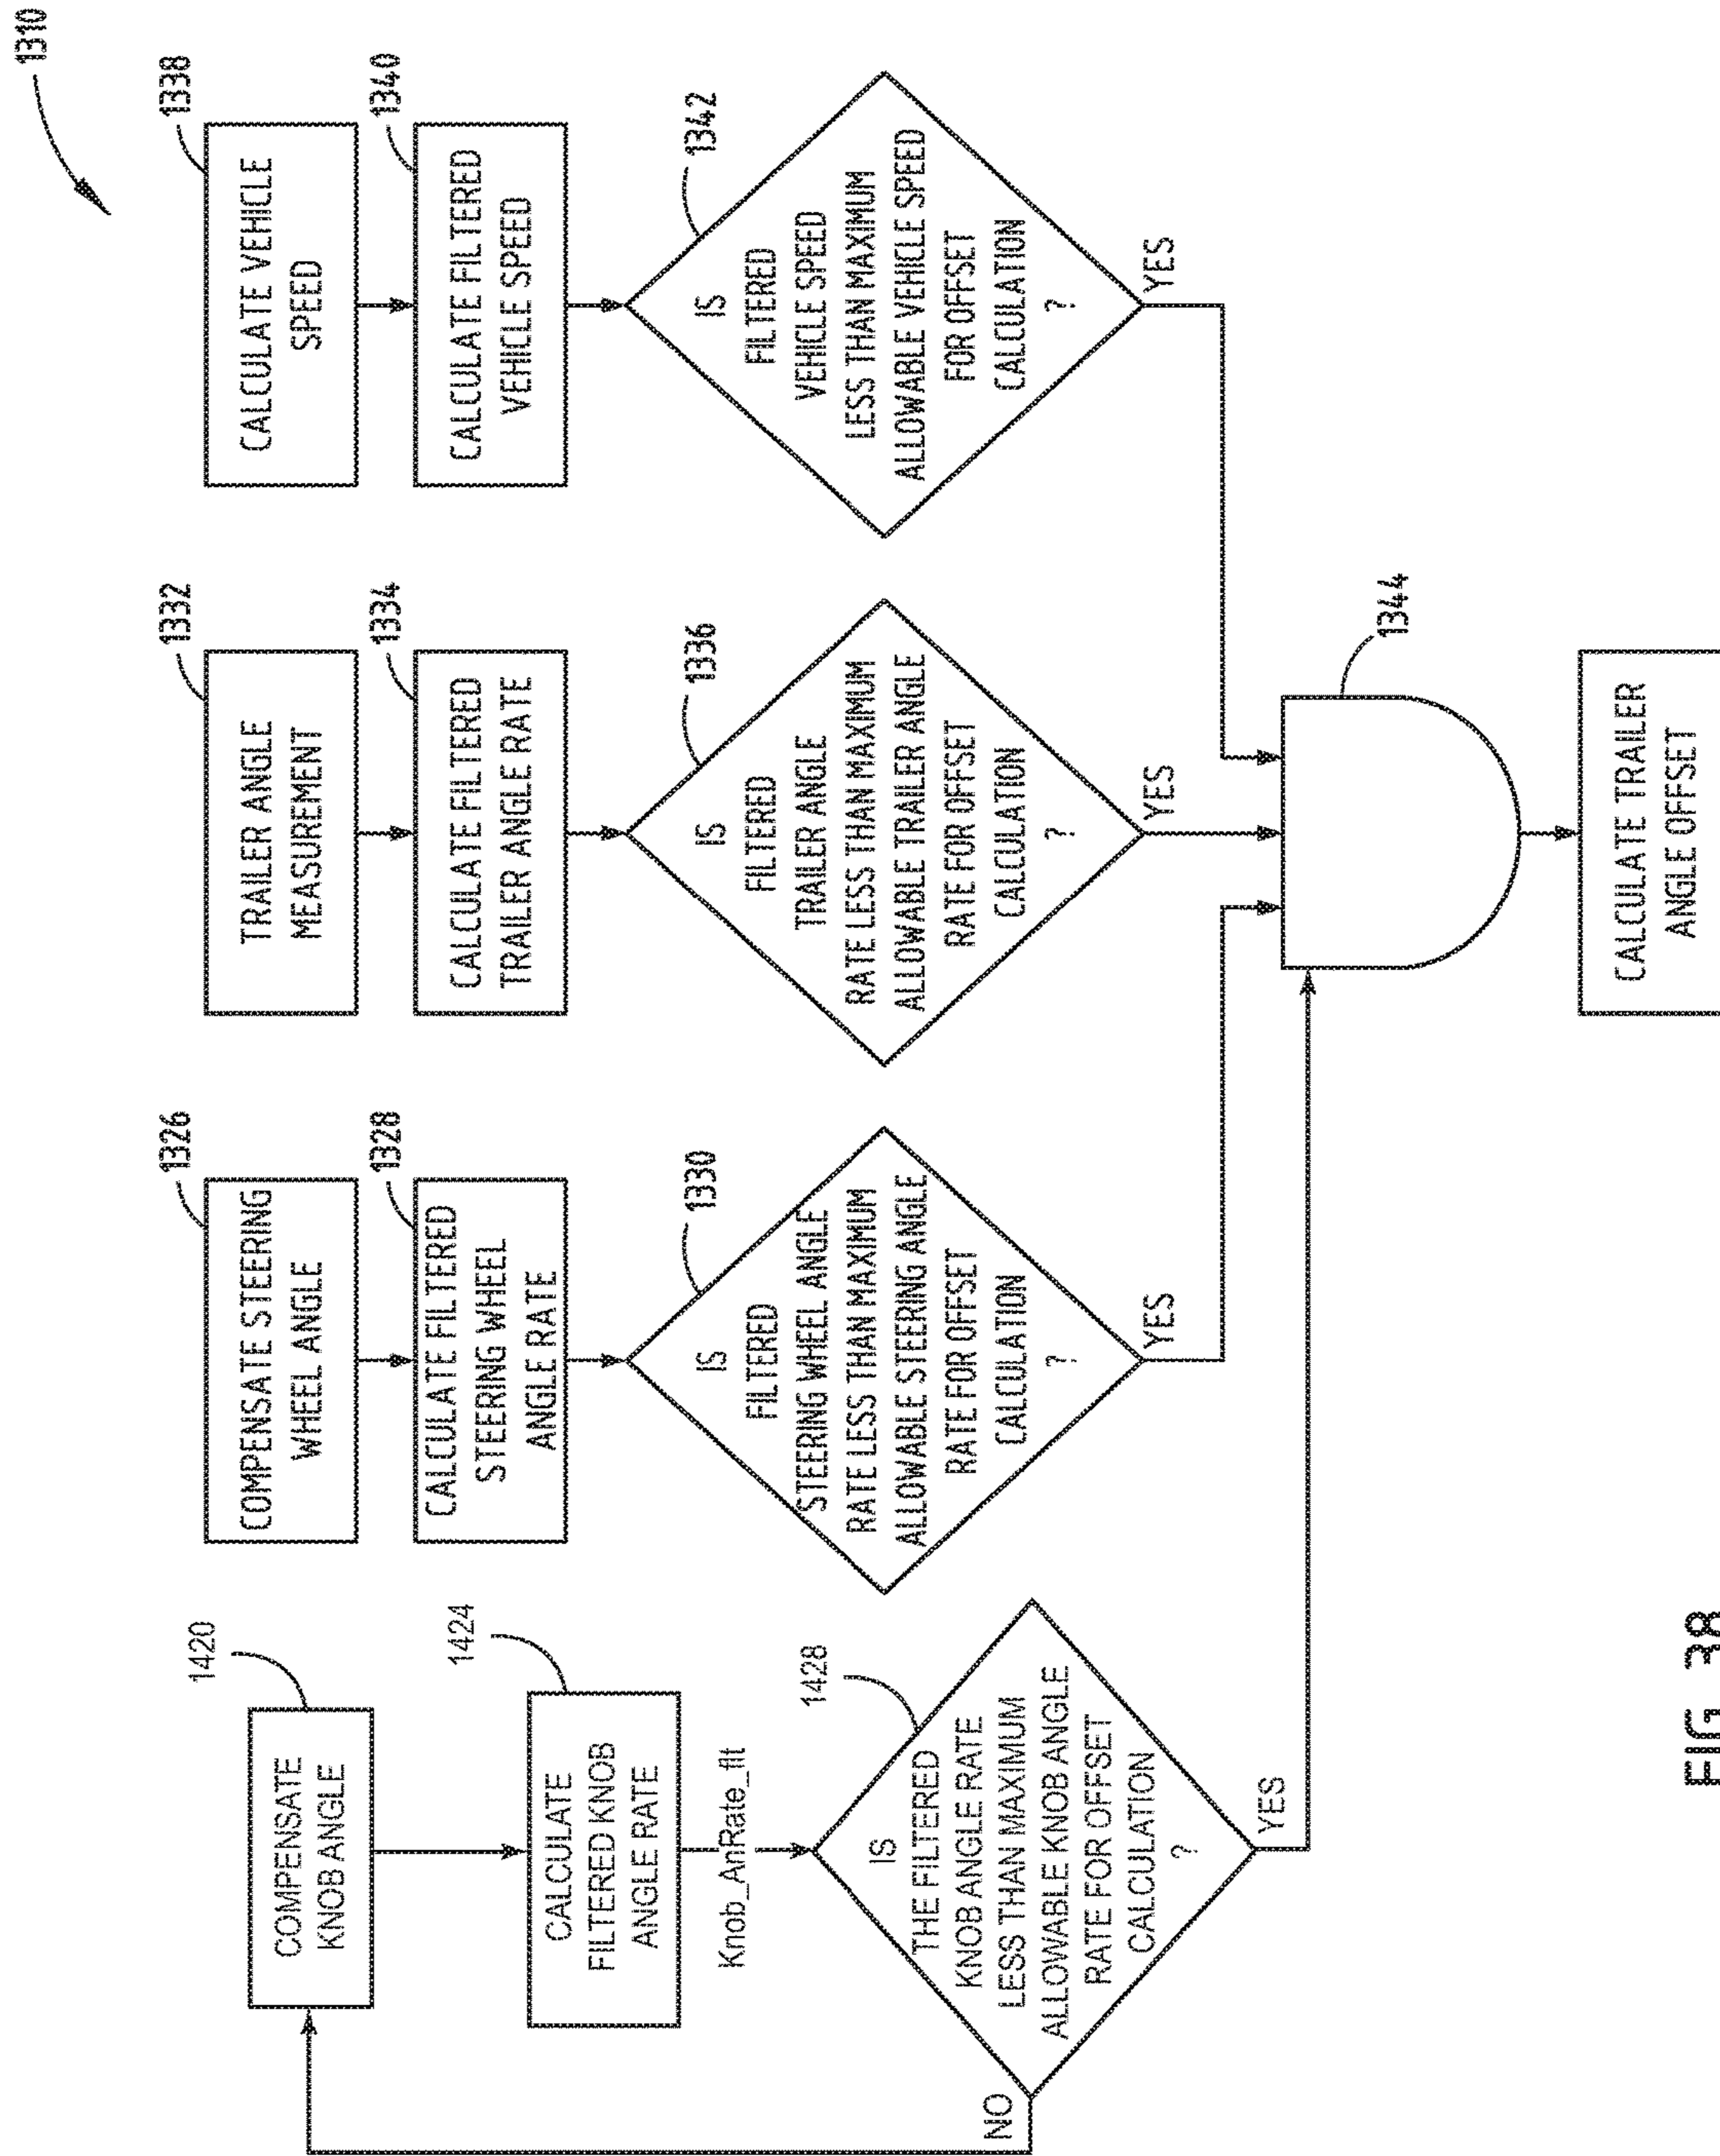 1310
1420
COMPENSATE
KNOB ANGLE
1424
CALCULATE
FILTERED KNOB
ANGLE RATE
Knob_AnRate_flt
1428
IS
THE FILTERED
KNOB ANGLE RATE
LESS THAN MAXIMUM
ALLOWABLE KNOB ANGLE
RATE FOR OFFSET
CALCULATION
?
NO
YES
1326
COMPENSATE STEERING
WHEEL ANGLE
1328
CALCULATE FILTERED
STEERING WHEEL
ANGLE RATE
1330
IS
FILTERED
STEERING WHEEL ANGLE
RATE LESS THAN MAXIMUM
ALLOWABLE STEERING ANGLE
RATE FOR OFFSET
CALCULATION
?
YES
1332
TRAILER ANGLE
MEASUREMENT
1334
CALCULATE FILTERED
TRAILER ANGLE RATE
1336
IS
FILTERED
TRAILER ANGLE
RATE LESS THAN MAXIMUM
ALLOWABLE TRAILER ANGLE
RATE FOR OFFSET
CALCULATION
?
YES
1338
CALCULATE VEHICLE
SPEED
1340
CALCULATE FILTERED
VEHICLE SPEED
1342
IS
FILTERED
VEHICLE SPEED
LESS THAN MAXIMUM
ALLOWABLE VEHICLE SPEED
FOR OFFSET
CALCULATION
?
YES
1344
CALCULATE TRAILER
ANGLE OFFSET
FIG. 38